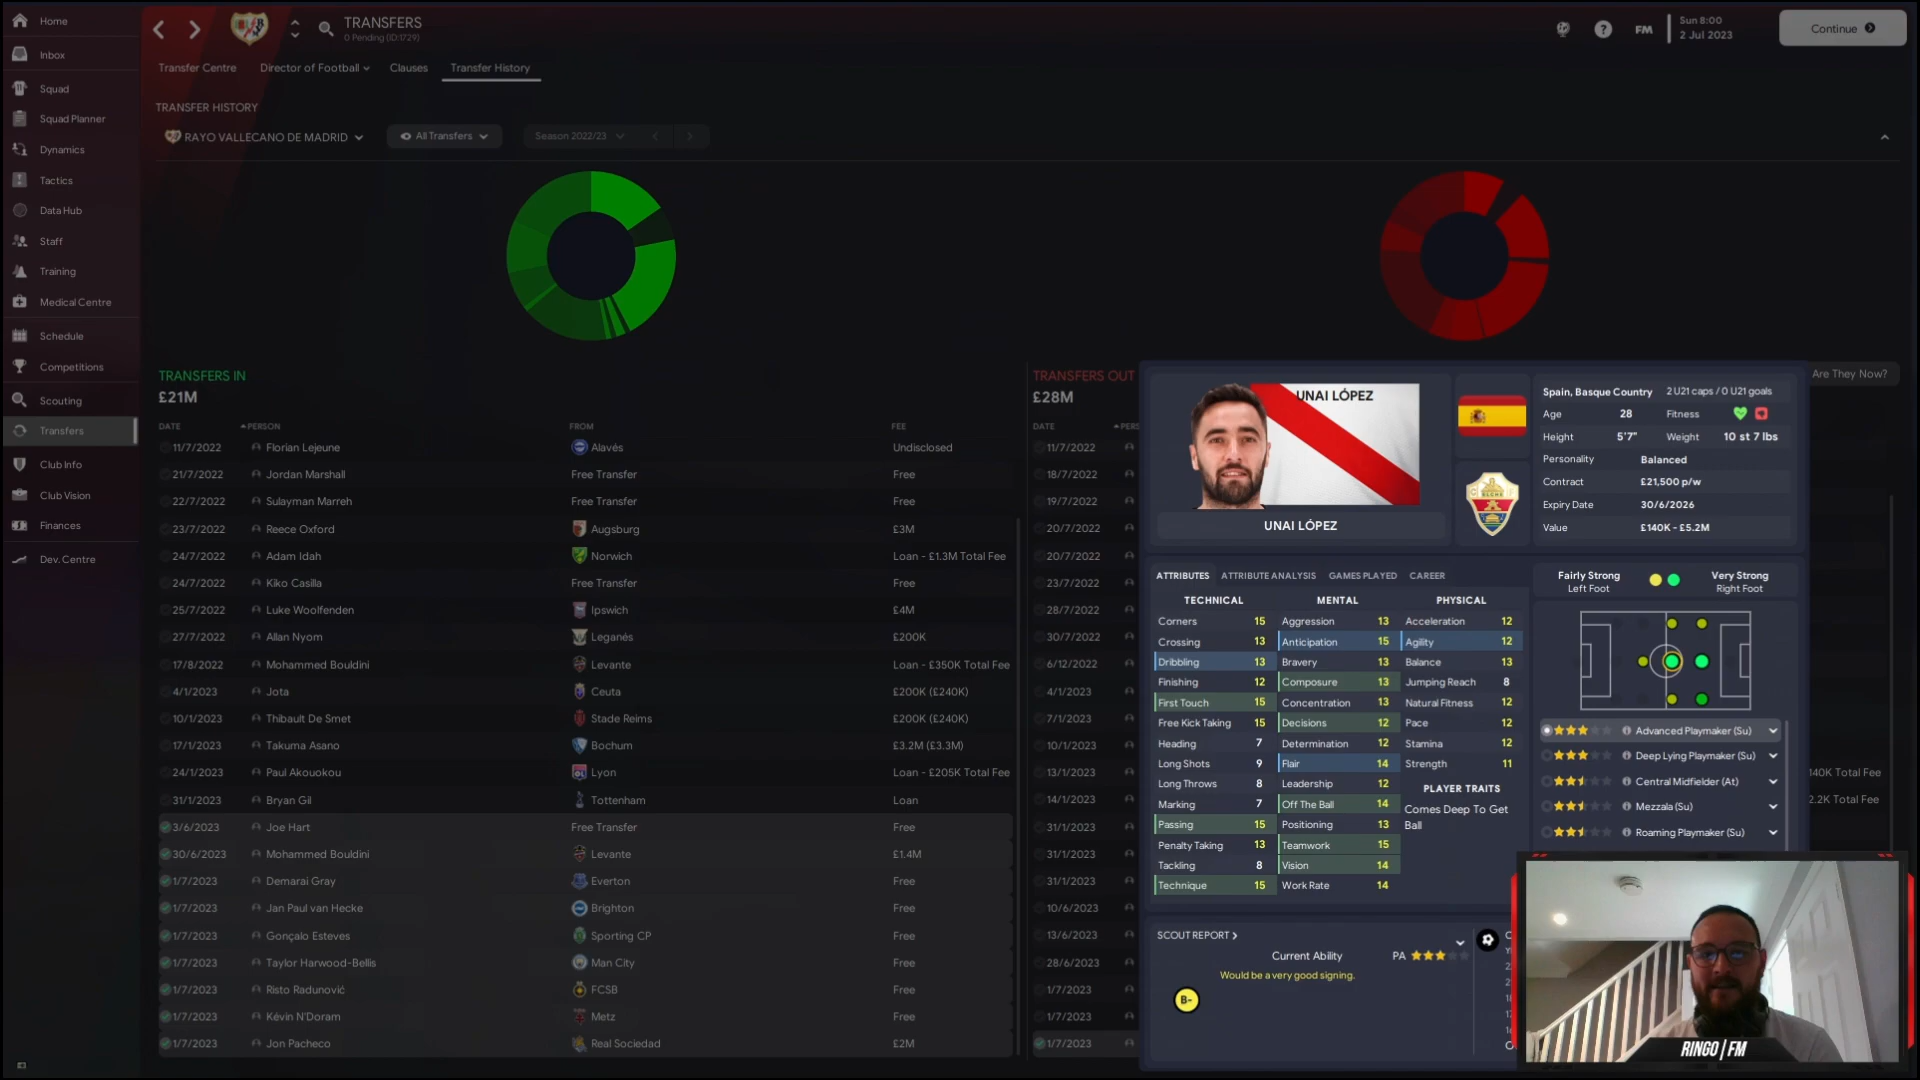 Home
Inbox
Squad
Squad Planner
Dynamics
Tactics
Data Hub
Staff
Training
Medical Centre
Schedule
Competitions
Scouting
Transfers
Club Info
Club Vision
Finances
Dev. Centre
TRANSFERS
0 Pending (ID:1729)
FM
Sun 8:00
2 Jul 2023
Continue
Transfer Centre Director of Football Clauses Transfer History
TRANSFER HISTORY
RAYO VALLECANO DE MADRID All Transfers Season 2022/23
TRANSFERS IN
£21M
DATE PERSON FROM FEE
11/7/2022 Florian Lejeune Alavés Undisclosed
21/7/2022 Jordan Marshall Free Transfer Free
22/7/2022 Sulayman Marreh Free Transfer Free
23/7/2022 Reece Oxford Augsburg £3M
24/7/2022 Adam Idah Norwich Loan - £1.3M Total Fee
24/7/2022 Kiko Casilla Free Transfer Free
25/7/2022 Luke Woolfenden Ipswich £4M
27/7/2022 Allan Nyom Leganés £200K
17/8/2022 Mohammed Bouldini Levante Loan - £350K Total Fee
4/1/2023 Jota Ceuta £200K (£240K)
10/1/2023 Thibault De Smet Stade Reims £200K (£240K)
17/1/2023 Takuma Asano Bochum £3.2M (£3.3M)
24/1/2023 Paul Akouokou Lyon Loan - £205K Total Fee
31/1/2023 Bryan Gil Tottenham Loan
3/6/2023 Joe Hart Free Transfer Free
30/6/2023 Mohammed Bouldini Levante £1.4M
1/7/2023 Demarai Gray Everton Free
1/7/2023 Jan Paul van Hecke Brighton Free
1/7/2023 Gonçalo Esteves Sporting CP Free
1/7/2023 Taylor Harwood-Bellis Man City Free
1/7/2023 Risto Radunović FCSB Free
1/7/2023 Kévin N'Doram Metz Free
1/7/2023 Jon Pacheco Real Sociedad £2M
TRANSFERS OUT
£28M
DATE PERS
11/7/2022
18/7/2022
19/7/2022
20/7/2022
20/7/2022
23/7/2022
28/7/2022
30/7/2022
6/12/2022
4/1/2023
7/1/2023
10/1/2023
13/1/2023
14/1/2023
31/1/2023
31/1/2023
31/1/2023
10/6/2023
13/6/2023
28/6/2023
1/7/2023
1/7/2023
1/7/2023
Are They Now?
140K Total Fee
2.2K Total Fee
UNAI LÓPEZ
UNAI LÓPEZ
ELCHE
Spain, Basque Country 2 U21 caps / 0 U21 goals
Age 28 Fitness
Height 5'7" Weight 10 st 7 lbs
Personality Balanced
Contract £21,500 p/w
Expiry Date 30/6/2026
Value £140K - £5.2M
ATTRIBUTES ATTRIBUTE ANALYSIS GAMES PLAYED CAREER
TECHNICAL MENTAL PHYSICAL
Corners 15 Aggression 13 Acceleration 12
Crossing 13 Anticipation 15 Agility 12
Dribbling 13 Bravery 13 Balance 13
Finishing 12 Composure 13 Jumping Reach 8
First Touch 15 Concentration 13 Natural Fitness 12
Free Kick Taking 15 Decisions 12 Pace 12
Heading 7 Determination 12 Stamina 12
Long Shots 9 Flair 14 Strength 11
Long Throws 8 Leadership 12
Marking 7 Off The Ball 14
Passing 15 Positioning 13
Penalty Taking 13 Teamwork 15
Tackling 8 Vision 14
Technique 15 Work Rate 14
PLAYER TRAITS
Comes Deep To Get
Ball
Fairly Strong
Left Foot
Very Strong
Right Foot
Advanced Playmaker (Su)
Deep Lying Playmaker (Su)
Central Midfielder (At)
Mezzala (Su)
Roaming Playmaker (Su)
SCOUT REPORT
Current Ability PA
Would be a very good signing.
B-
RINGO|FM